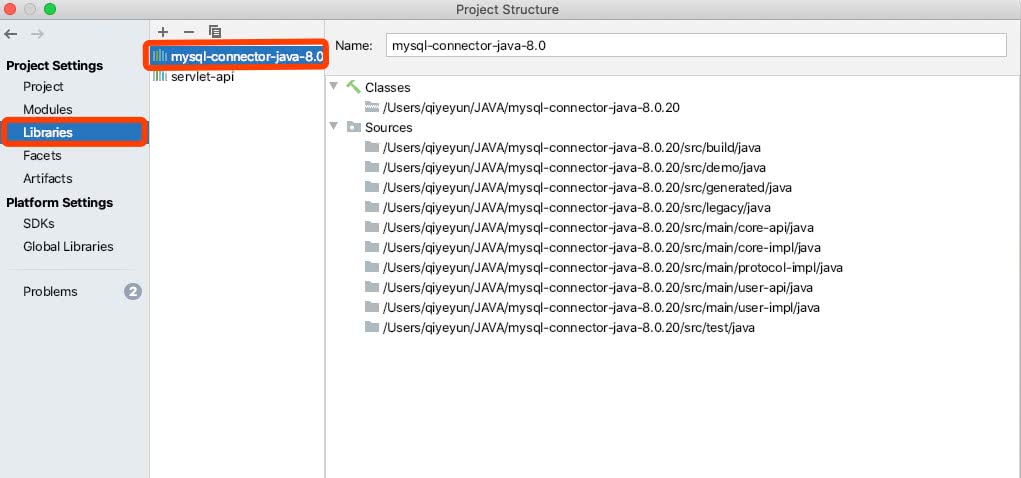 Project Structure
Project Settings
Project
Modules
Libraries
Facets
Artifacts
Platform Settings
SDKs
Global Libraries
Problems 2
mysql-connector-java-8.0
servlet-api
Name: mysql-connector-java-8.0
Classes
/Users/qiyeyun/JAVA/mysql-connector-java-8.0.20
Sources
/Users/qiyeyun/JAVA/mysql-connector-java-8.0.20/src/build/java
/Users/qiyeyun/JAVA/mysql-connector-java-8.0.20/src/demo/java
/Users/qiyeyun/JAVA/mysql-connector-java-8.0.20/src/generated/java
/Users/qiyeyun/JAVA/mysql-connector-java-8.0.20/src/legacy/java
/Users/qiyeyun/JAVA/mysql-connector-java-8.0.20/src/main/core-api/java
/Users/qiyeyun/JAVA/mysql-connector-java-8.0.20/src/main/core-impl/java
/Users/qiyeyun/JAVA/mysql-connector-java-8.0.20/src/main/protocol-impl/java
/Users/qiyeyun/JAVA/mysql-connector-java-8.0.20/src/main/user-api/java
/Users/qiyeyun/JAVA/mysql-connector-java-8.0.20/src/main/user-impl/java
/Users/qiyeyun/JAVA/mysql-connector-java-8.0.20/src/test/java